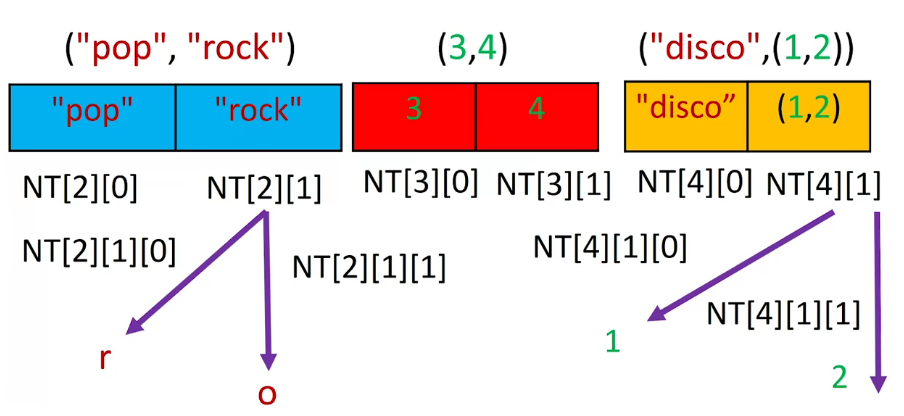 ("pop", "rock") (3,4) ("disco",(1,2))
"pop" "rock" 3 4 "disco” (1,2)
NT[2][0] NT[2][1] NT[3][0] NT[3][1] NT[4][0] NT[4][1]
NT[2][1][0] NT[2][1][1] NT[4][1][0]
NT[4][1][1]
r 1
o 2